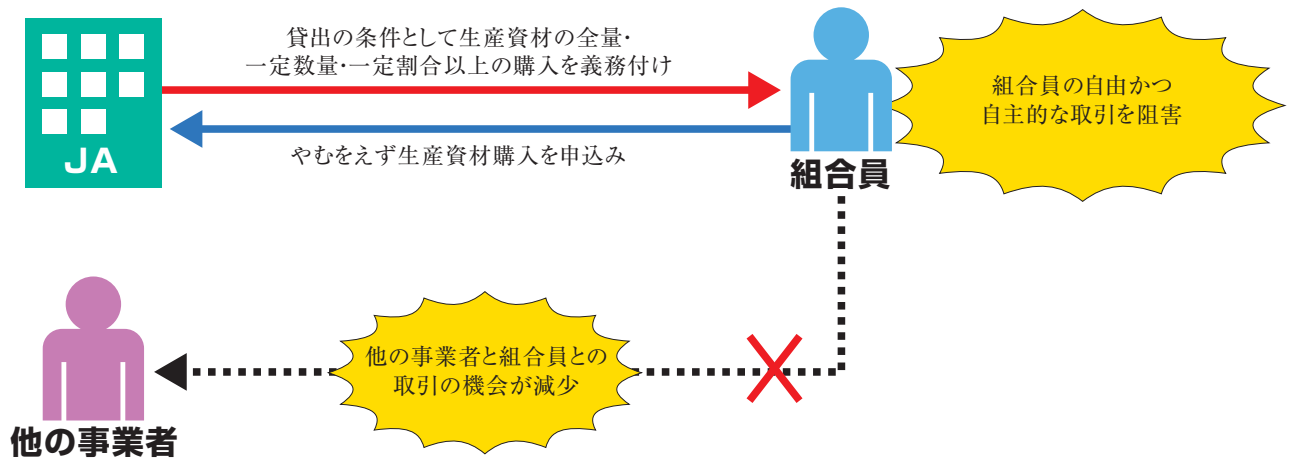 貸出の条件として生産資材の全量・
一定数量・一定割合以上の購入を義務付け
JA
やむをえず生産資材購入を申込み
組合員
組合員の自由かつ
自主的な取引を阻害
他の事業者と組合員との
取引の機会が減少
他の事業者